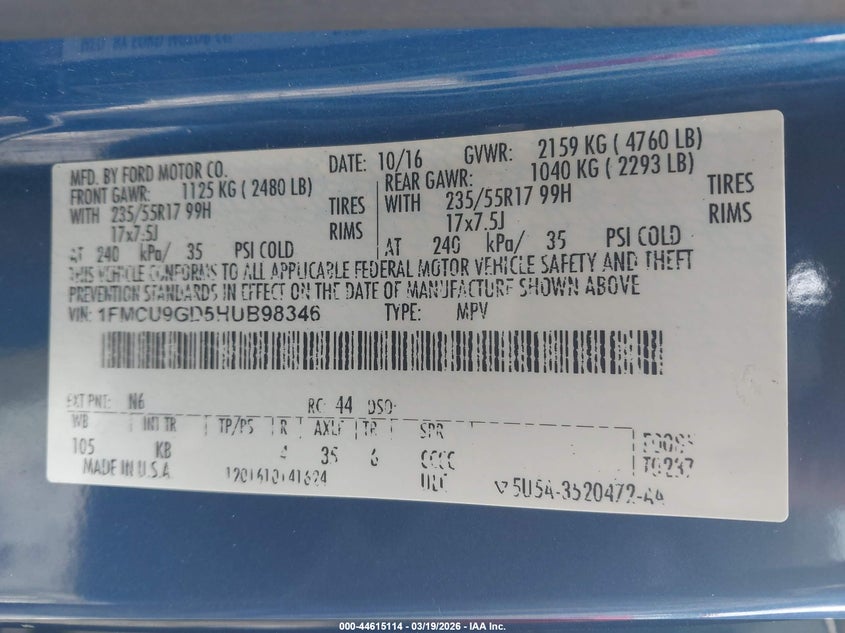 MFD. BY FORD MOTOR CO.
DATE: 10/16 GVWR: 2159 KG ( 4760 LB)
FRONT GAWR: 1125 KG ( 2480 LB)
REAR GAWR: 1040 KG ( 2293 LB)
WITH 235/55R17 99H TIRES
WITH 235/55R17 99H TIRES
17x7.5J RIMS
17x7.5J RIMS
AT 240 kPa/ 35 PSI COLD
AT 240 kPa/ 35 PSI COLD
THIS VEHICLE CONFORMS TO ALL APPLICABLE FEDERAL MOTOR VEHICLE SAFETY AND THEFT
PREVENTION STANDARDS IN EFFECT ON THE DATE OF MANUFACTURE SHOWN ABOVE
VIN: 1FMCU9GD5HUB98346 TYPE: MPV
EXT PNT: N6 RC: 44 DSO:
WB INT TR TP/PS R AXLE TR SPR
105 KB 35 6
MADE IN U.S.A
000-44615114 - 03/19/2026 - IAA Inc.